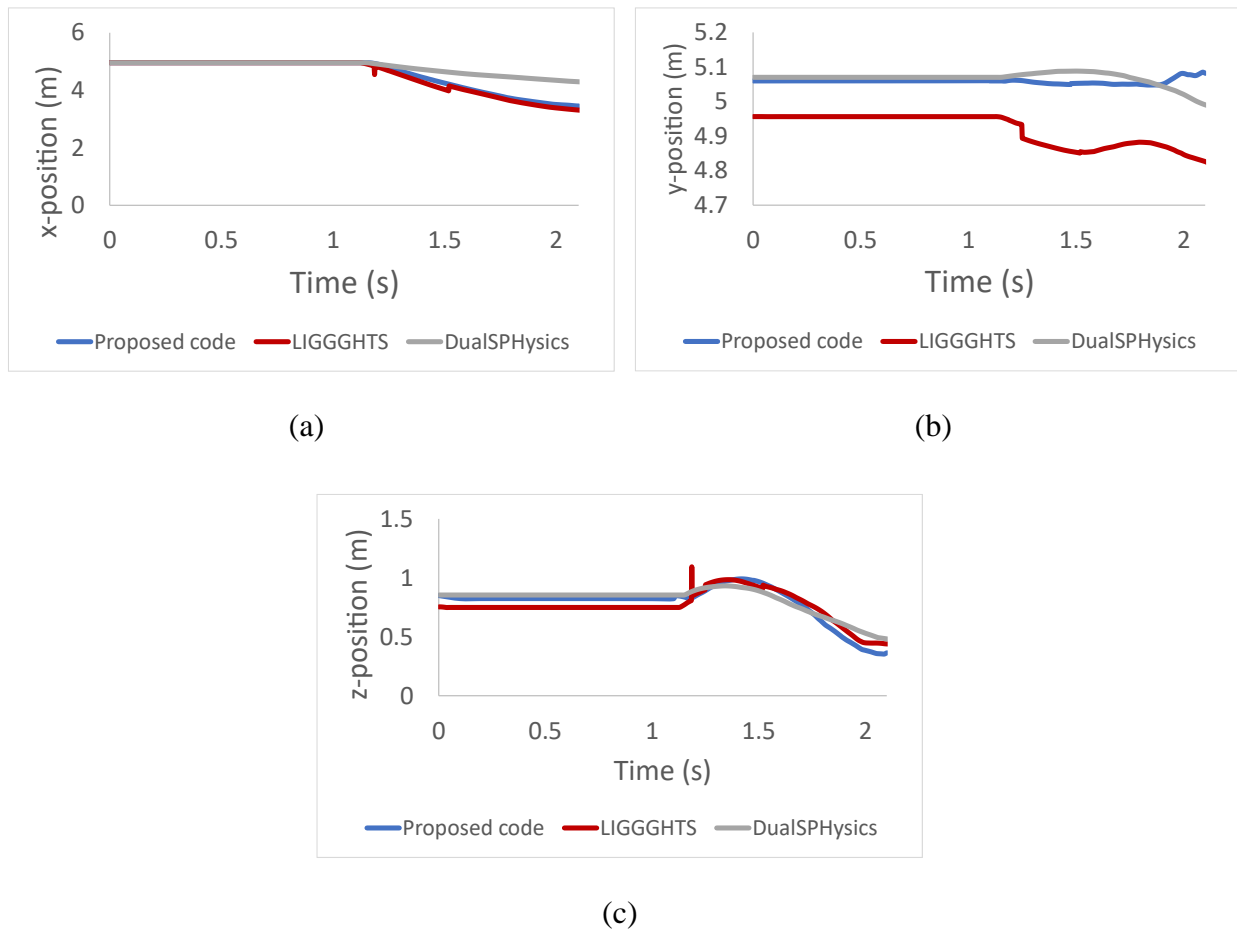 6
4
2
0
x-position (m)
0 0.5 1 1.5 2
Time (s)
Proposed code LIGGGHTS DualSPHysics
(a)
5.2
5.1
5
4.9
4.8
4.7
y-position (m)
0 0.5 1 1.5 2
Time (s)
Proposed code LIGGGHTS DualSPHysics
(b)
1.5
1
0.5
0
z-position (m)
0 0.5 1 1.5 2
Time (s)
Proposed code LIGGGHTS DualSPHysics
(c)